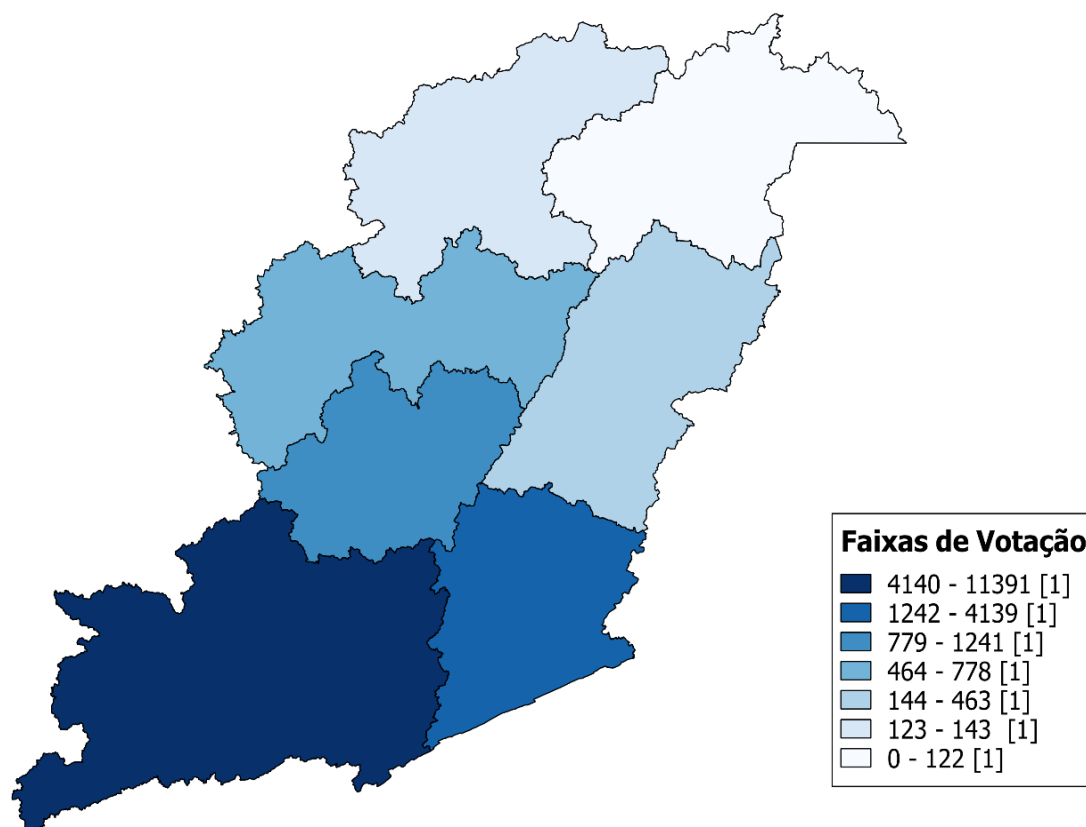 Faixas de Votação
4140 - 11391 [1]
1242 - 4139 [1]
779 - 1241 [1]
464 - 778 [1]
144 - 463 [1]
123 - 143 [1]
0 - 122 [1]